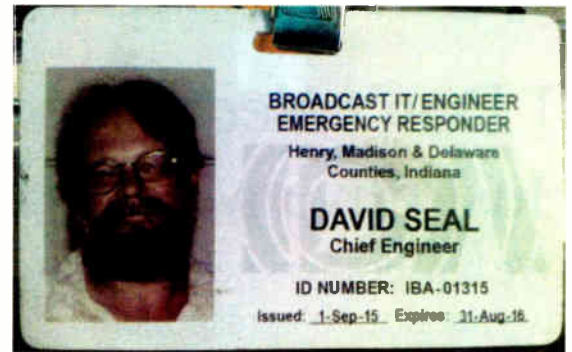 BROADCAST IT/ENGINEER
EMERGENCY RESPONDER
Henry, Madison & Delaware
Counties, Indiana
DAVID SEAL
Chief Engineer
ID NUMBER: IBA-01315
Issued: 1-Sep-15 Expires: 31-Aug-16